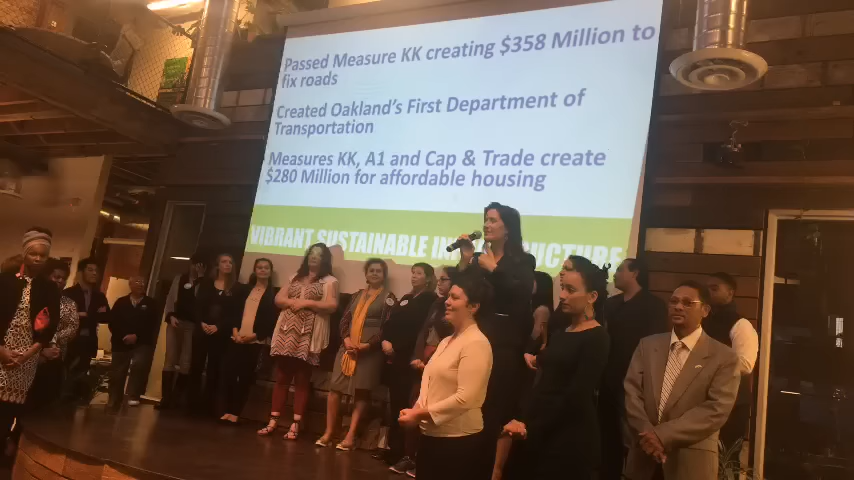 Passed Measure KK creating $358 Million to
fix roads
Created Oakland's First Department of
Transportation
Measures KK, A1 and Cap & Trade create
$280 Million for affordable housing
VIBRANT SUSTAINABLE